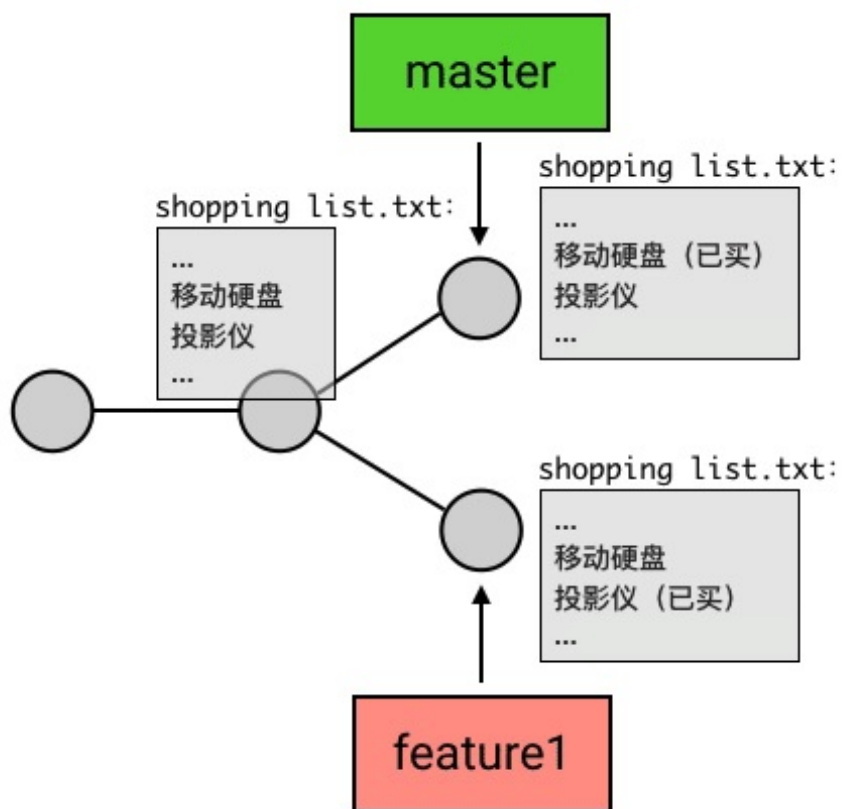 master
shopping list.txt:
...
移动硬盘
投影仪
...
shopping list.txt:
...
移动硬盘（已买）
投影仪
...
shopping list.txt:
...
移动硬盘
投影仪（已买）
...
feature1